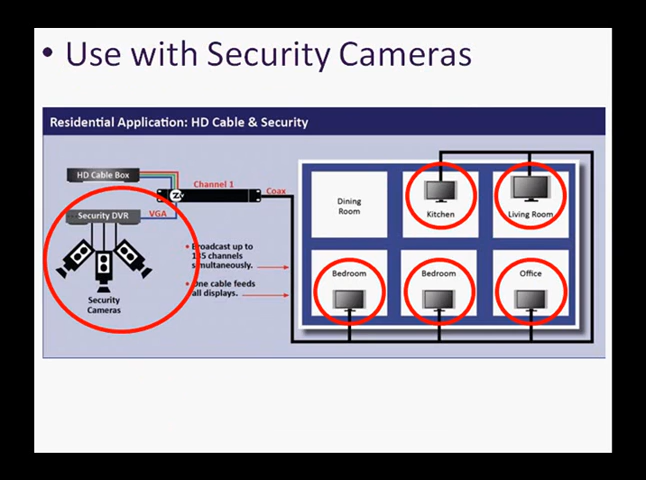 • Use with Security Cameras
Residential Application: HD Cable & Security
HD Cable Box
Channel 1
Coax
Security DVR
VGA
Security
Cameras
• Broadcast up to
135 channels
simultaneously.
• One cable feeds
all displays.
Dining
Room
Kitchen
Living Room
Bedroom
Bedroom
Office